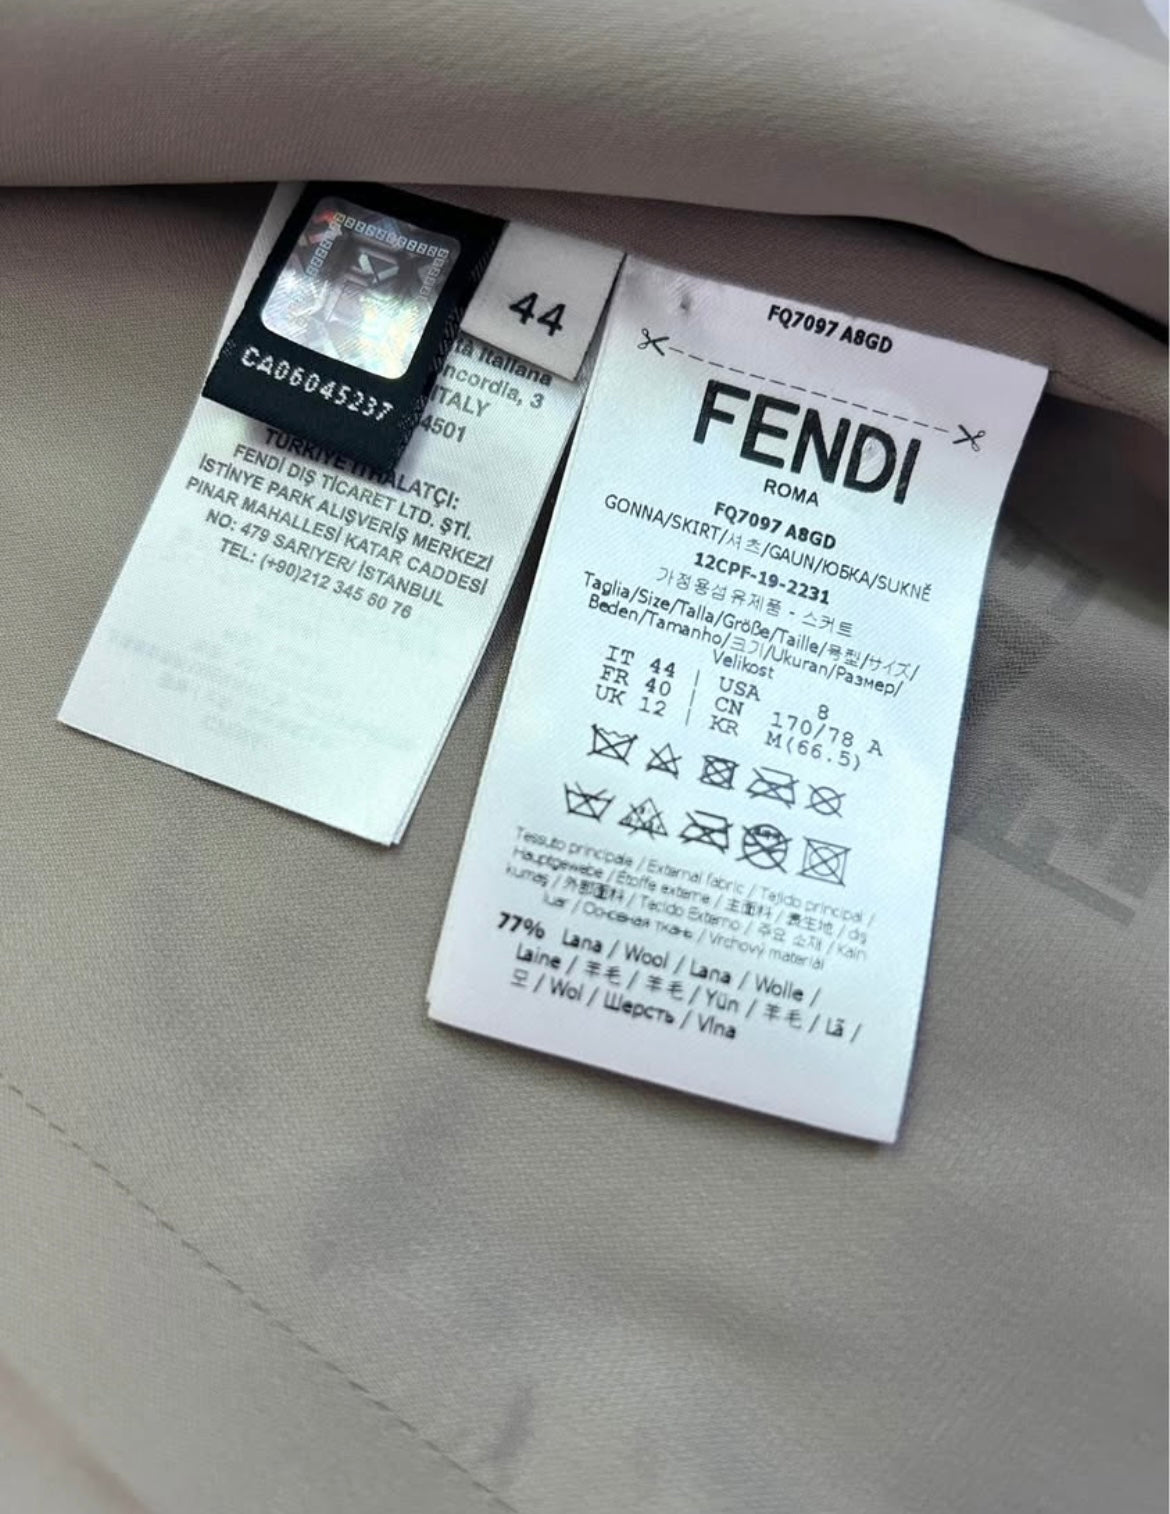 44
CA06045237
ta Italiana
ncordia, 3
ITALY
4501
TÜRKİYE İTHALATÇI:
FENDİ DIŞ TİCARET LTD. ŞTİ.
İSTİNYE PARK ALIŞVERİŞ MERKEZİ
PINAR MAHALLESİ KATAR CADDESİ
NO: 479 SARIYER/ İSTANBUL
TEL: (+90)212 345 60 76
FQ7097 A8GD
FENDI
ROMA
FQ7097 A8GD
GONNA/SKIRT/셔츠/GAUN/ЮБКА/SUKNĚ
12CPF-19-2231
가정용섬유제품 - 스커트
Taglia/Size/Talla/Größe/Taille/号型/サイズ/
Beden/Tamanho/크기/Ukuran/Размер/
Velikost
IT 44 | USA 8
FR 40 | CN 170/78 A
UK 12 | KR M(66.5)
Tessuto principale / External fabric / Tejido principal /
Hauptgewebe / Étoffe externe / 主面料 / 表生地 / dış
kumaş / 外部面料 / Tecido Externo / 주요 소재 / Kain
luar / Основная ткань / Vrchový materiál
77% Lana / Wool / Lana / Wolle /
Laine / 羊毛 / 羊毛 / Yün / 羊毛 / Lã /
모 / Wol / Шерсть / Vlna